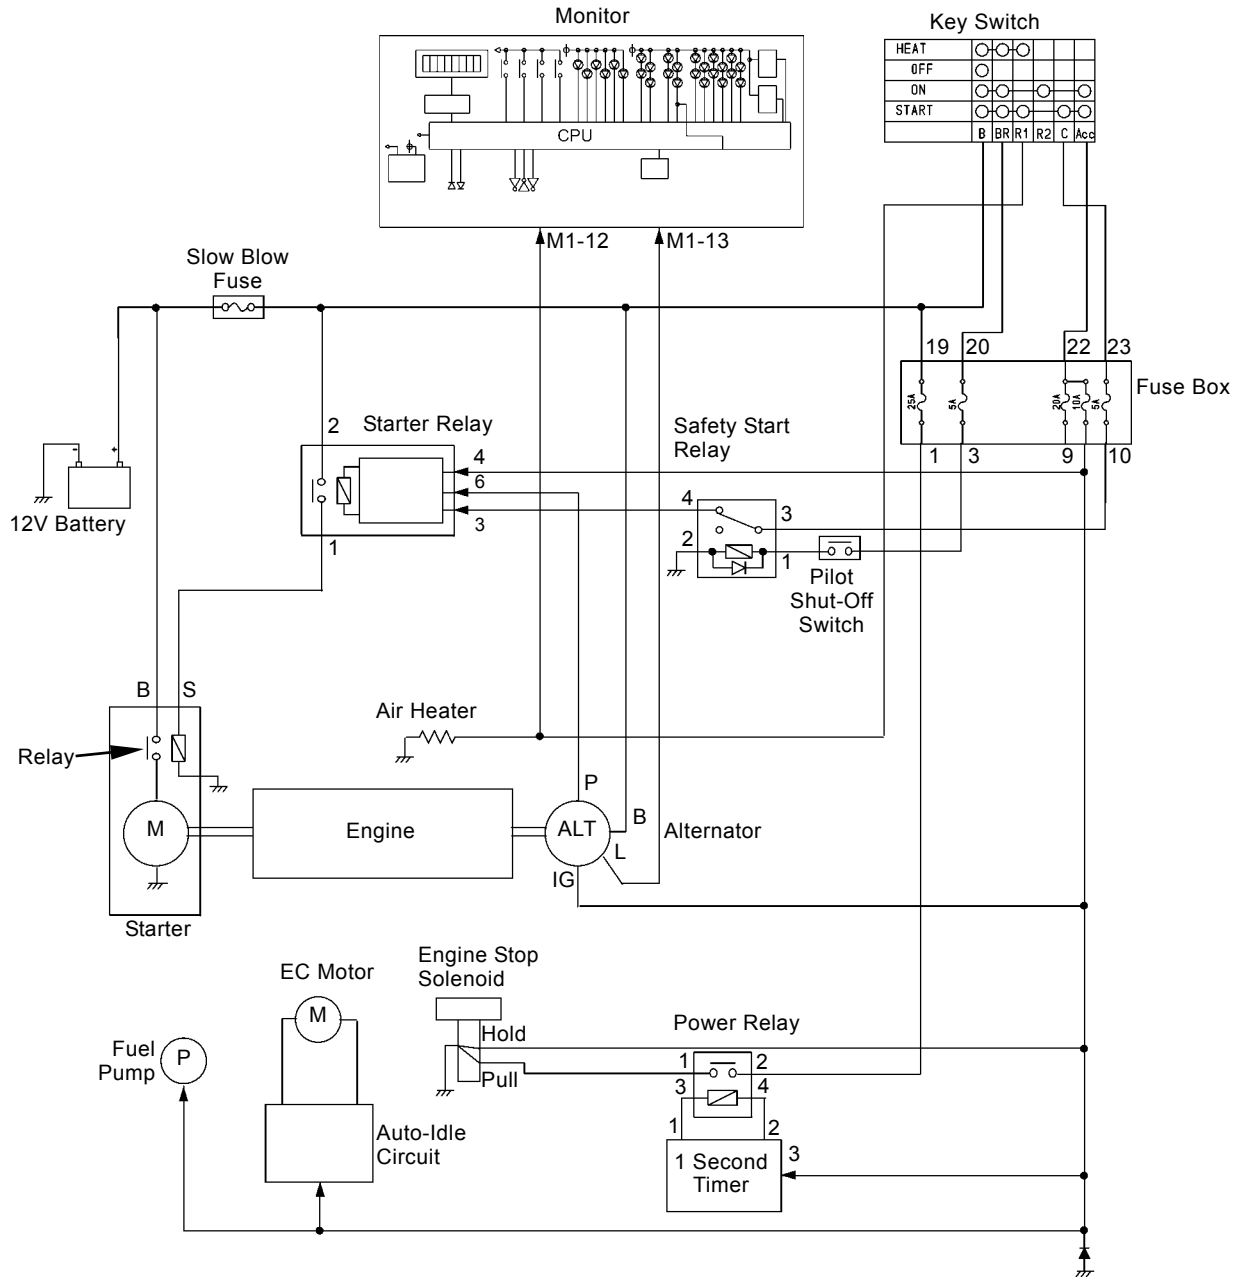 Monitor
Key Switch
HEAT
OFF
ON
START
B BR R1 R2 C Acc
CPU
M1-12
M1-13
Slow Blow
Fuse
19 20 22 23
25A 5A 20A 10A 5A
Fuse Box
1 3 9 10
2
Starter Relay
4
6
3
1
Safety Start
Relay
4
3
2
1
- +
12V Battery
Pilot
Shut-Off
Switch
B S
Relay
M
Starter
Air Heater
Engine
P
ALT
B
L
IG
Alternator
EC Motor
M
Engine Stop
Solenoid
Hold
Pull
Power Relay
1 2
3 4
1 2
3
1 Second
Timer
Fuel
Pump
P
Auto-Idle
Circuit